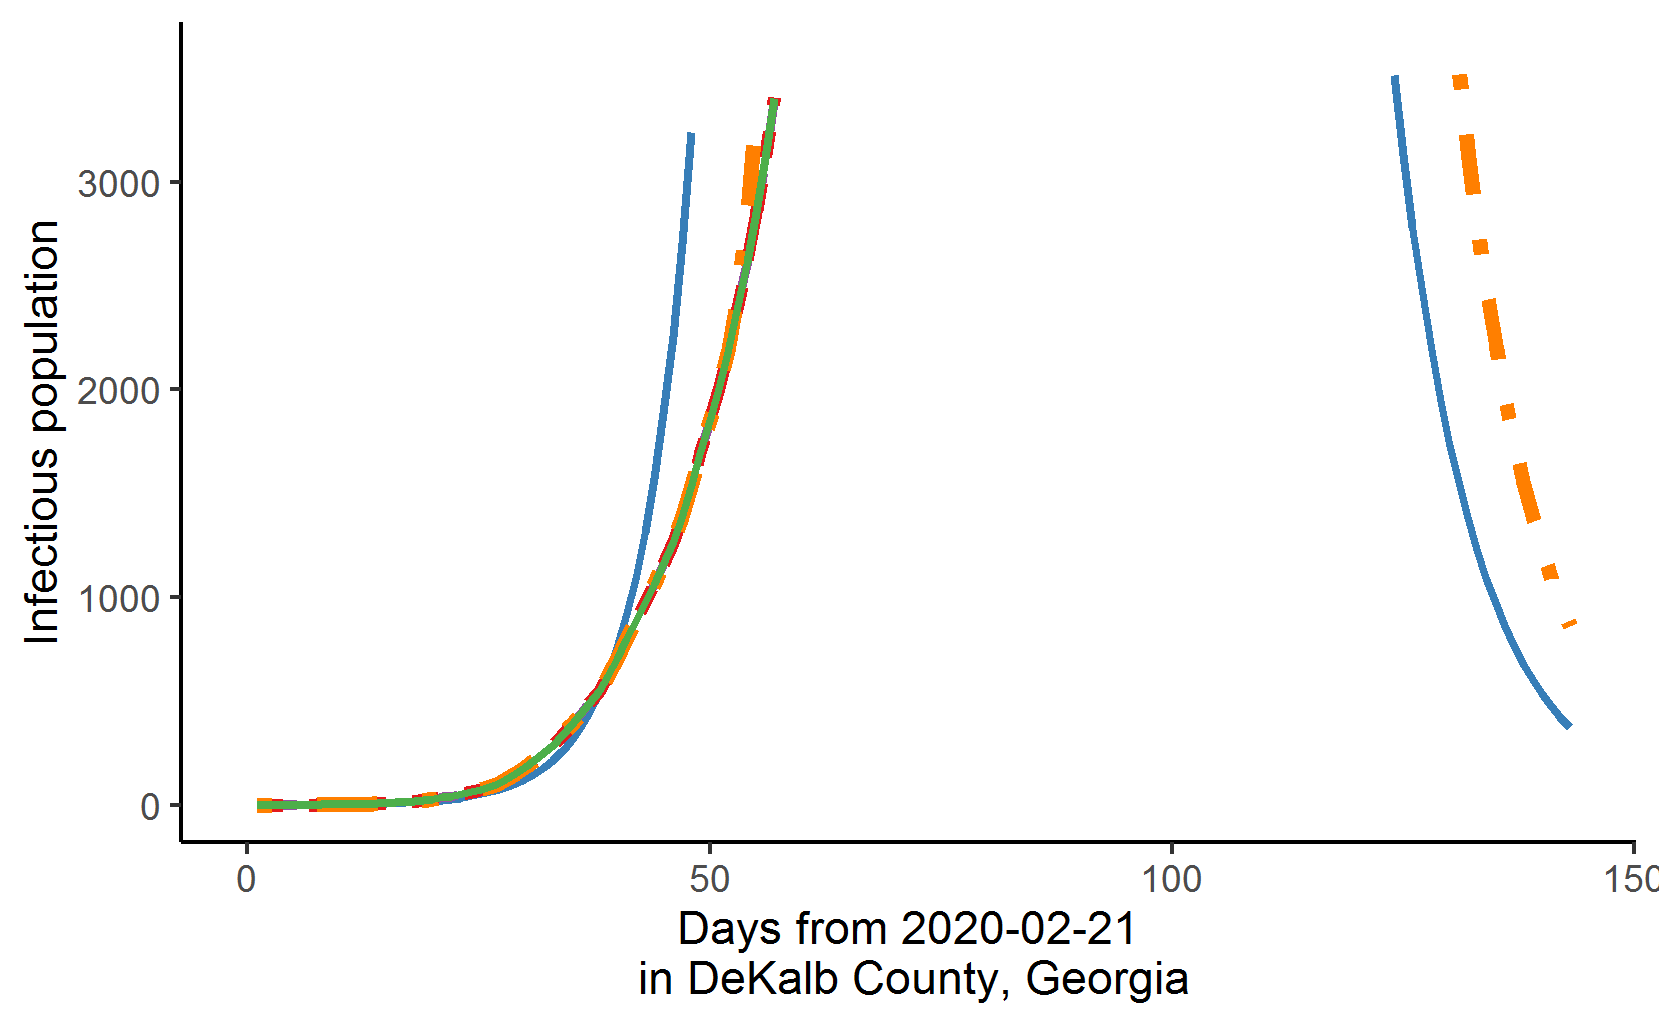 Infectious population
3000
2000
1000
0
0 50 100 150
Days from 2020-02-21
in DeKalb County, Georgia